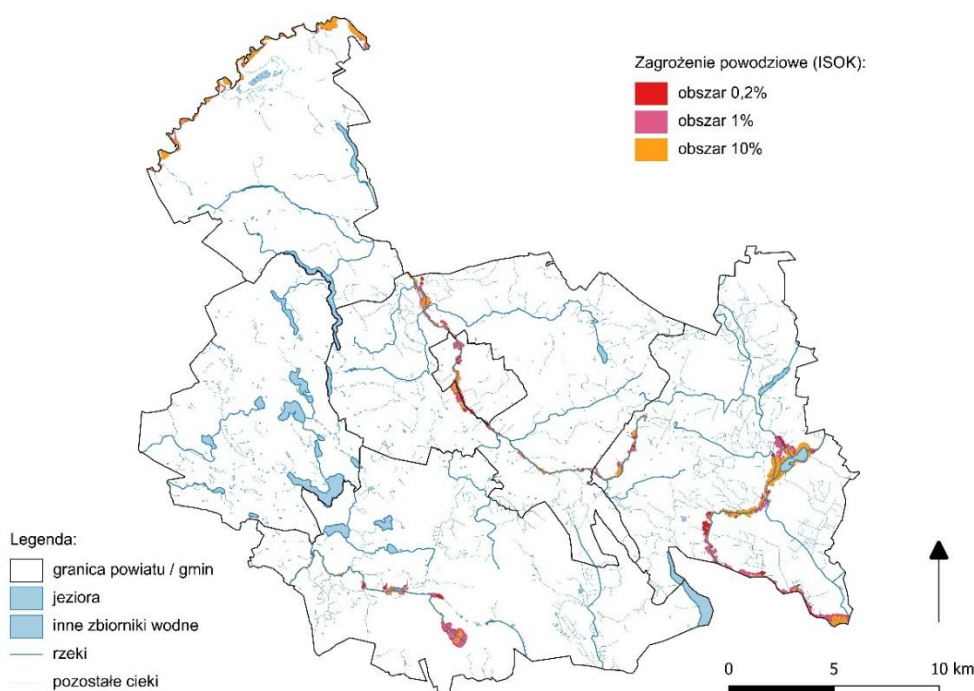 Zagrożenie powodziowe (ISOK):
obszar 0,2%
obszar 1%
obszar 10%
Legenda:
granica powiatu / gmin
jeziora
inne zbiorniki wodne
rzeki
pozostałe cieki
0 5 10 km